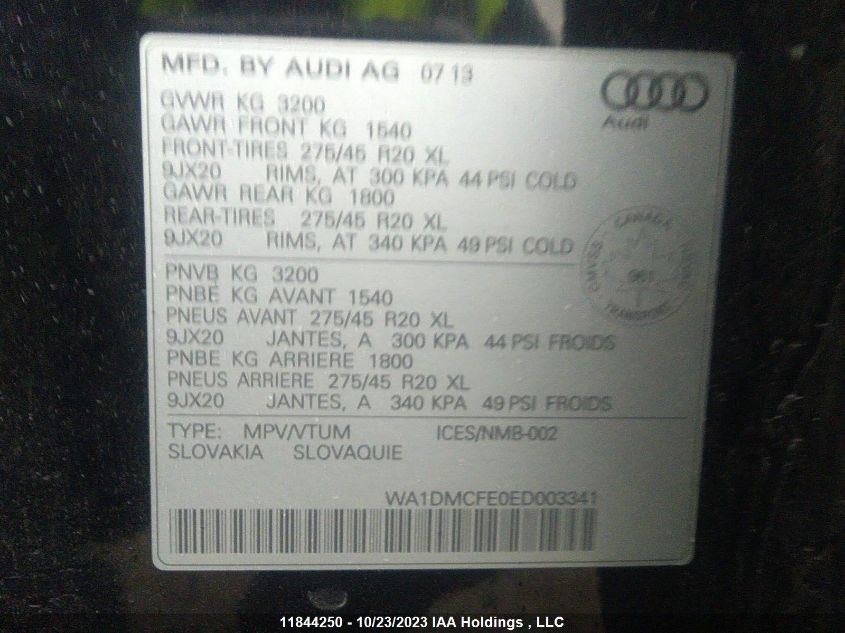 MFD. BY AUDI AG 07 13
Audi
GVWR KG 3200
GAWR FRONT KG 1540
FRONT-TIRES 275/45 R20 XL
9JX20 RIMS, AT 300 KPA 44 PSI COLD
GAWR REAR KG 1800
REAR-TIRES 275/45 R20 XL
9JX20 RIMS, AT 340 KPA 49 PSI COLD
CANADA
TRANSPORT
PNVB KG 3200
PNBE KG AVANT 1540
PNEUS AVANT 275/45 R20 XL
9JX20 JANTES, A 300 KPA 44 PSI FROIDS
PNBE KG ARRIERE 1800
PNEUS ARRIERE 275/45 R20 XL
9JX20 JANTES, A 340 KPA 49 PSI FROIDS
TYPE: MPV/VTUM ICES/NMB-002
SLOVAKIA SLOVAQUIE
WA1DMCFE0ED003341
11844250 - 10/23/2023 IAA Holdings , LLC